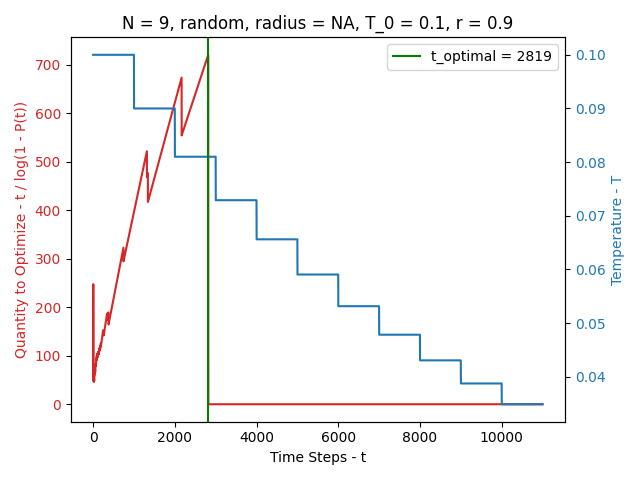 N = 9, random, radius = NA, T_0 = 0.1, r = 0.9
t_optimal = 2819
Quantity to Optimize - t / log(1 - P(t))
700
600
500
400
300
200
100
0
0.10
0.09
0.08
0.07
0.06
0.05
0.04
Temperature - T
0 2000 4000 6000 8000 10000
Time Steps - t